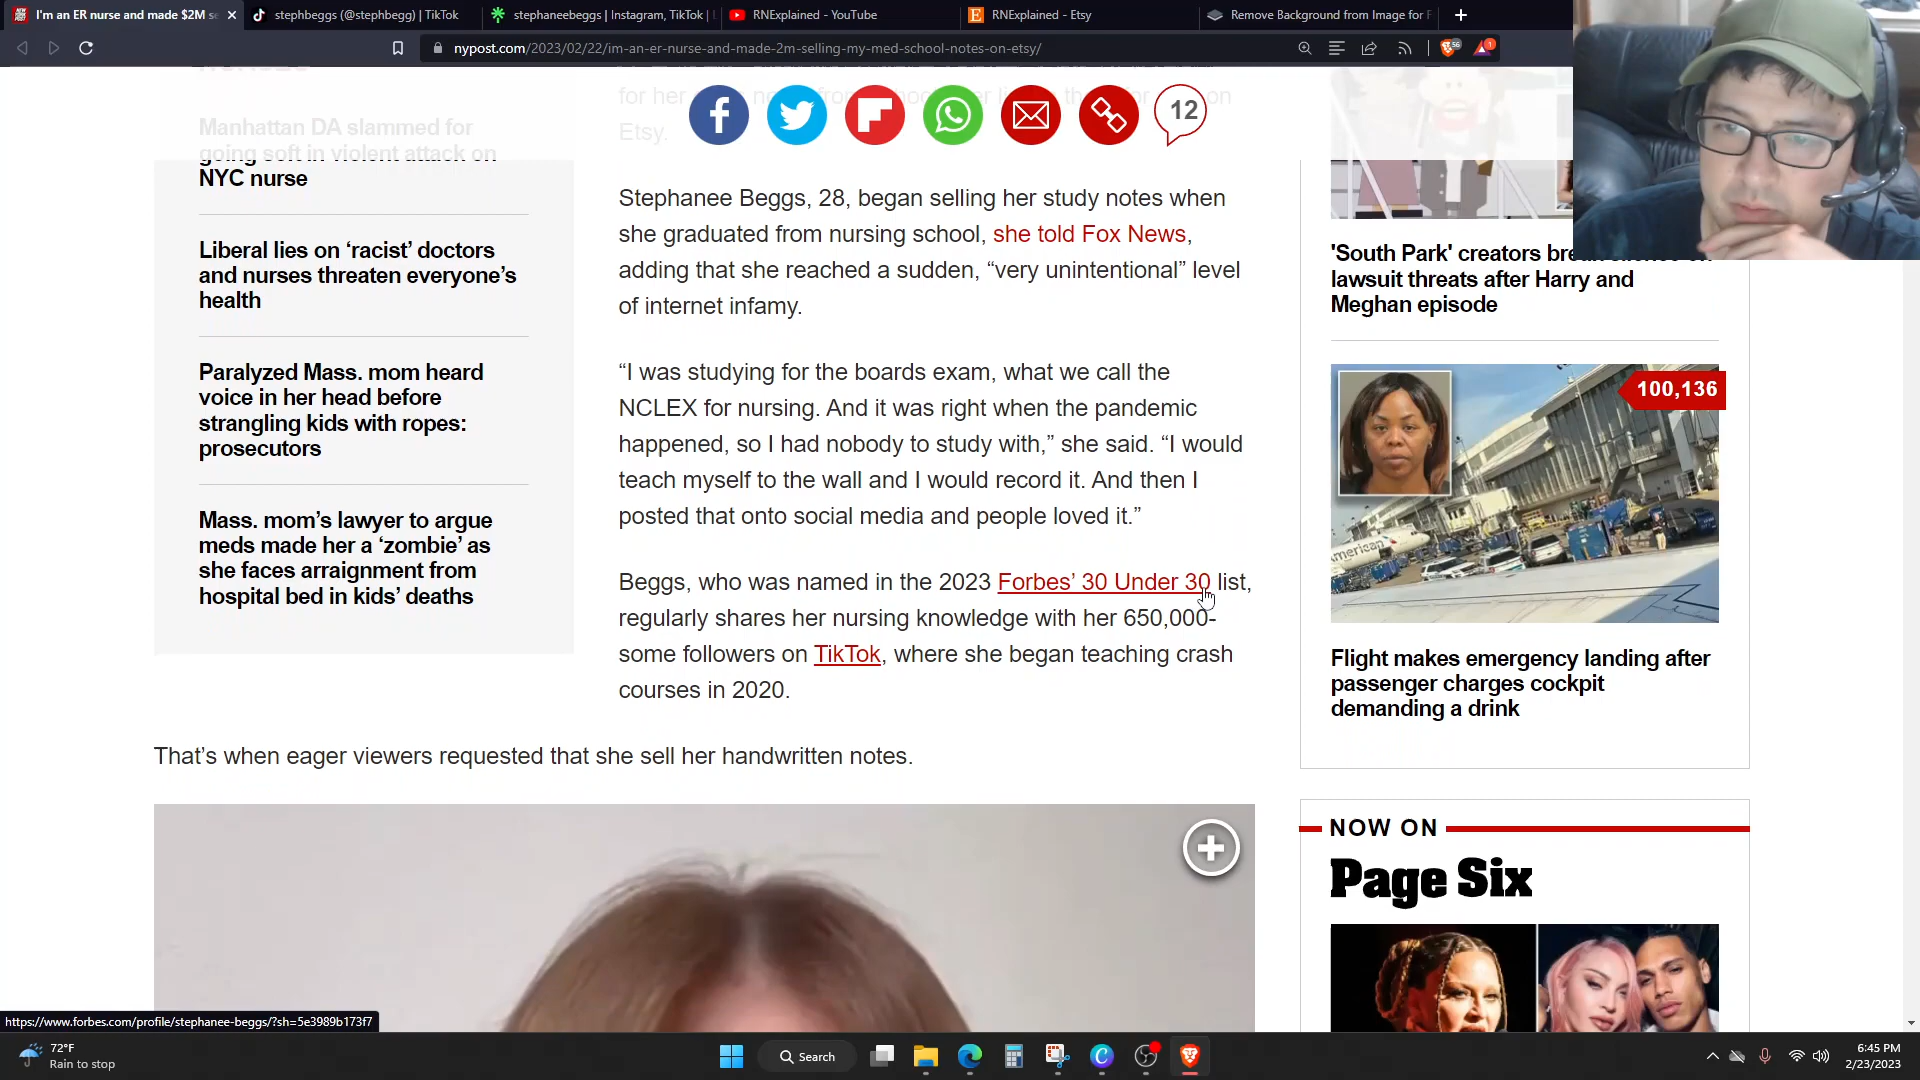 I'm an ER nurse and made $2M se
stephbeggs (@stephbegg) | TikTok
stephaneebeggs | Instagram, TikTok |
RNExplained - YouTube
RNExplained - Etsy
Remove Background from Image for F
nypost.com/2023/02/22/im-an-er-nurse-and-made-2m-selling-my-med-school-notes-on-etsy/
56
1
12
Manhattan DA slammed for
going soft in violent attack on
NYC nurse
Liberal lies on ‘racist’ doctors
and nurses threaten everyone’s
health
Paralyzed Mass. mom heard
voice in her head before
strangling kids with ropes:
prosecutors
Mass. mom’s lawyer to argue
meds made her a ‘zombie’ as
she faces arraignment from
hospital bed in kids’ deaths
for her
on
Etsy.
Stephanee Beggs, 28, began selling her study notes when
she graduated from nursing school, she told Fox News,
adding that she reached a sudden, “very unintentional” level
of internet infamy.
“I was studying for the boards exam, what we call the
NCLEX for nursing. And it was right when the pandemic
happened, so I had nobody to study with,” she said. “I would
teach myself to the wall and I would record it. And then I
posted that onto social media and people loved it.”
Beggs, who was named in the 2023 Forbes’ 30 Under 30 list,
regularly shares her nursing knowledge with her 650,000-
some followers on TikTok, where she began teaching crash
courses in 2020.
That’s when eager viewers requested that she sell her handwritten notes.
'South Park' creators
lawsuit threats after Harry and
Meghan episode
100,136
American
Flight makes emergency landing after
passenger charges cockpit
demanding a drink
NOW ON
Page Six
https://www.forbes.com/profile/stephanee-beggs/?sh=5e3989b173f7
72°F
Rain to stop
Search
6:45 PM
2/23/2023